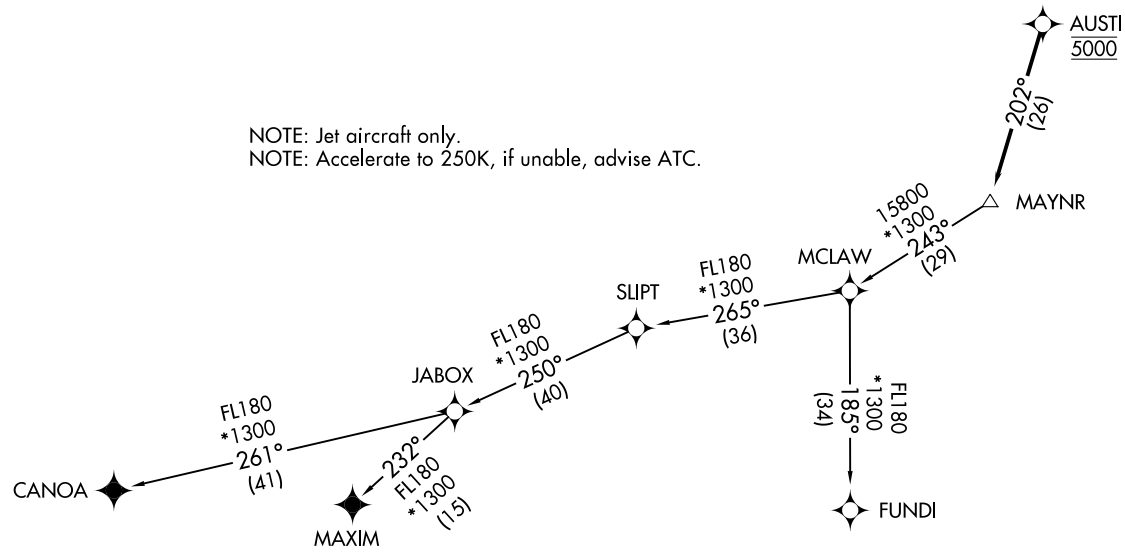 AUSTI
5000
202°
(26)
NOTE: Jet aircraft only.
NOTE: Accelerate to 250K, if unable, advise ATC.
MAYNR
15800
*1300
243°
(29)
MCLAW
FL180
*1300
265°
(36)
SLIPT
FL180
*1300
250°
(40)
JABOX
FL180
*1300
185°
(34)
FL180
*1300
261°
(41)
232°
FL180
*1300
(15)
CANOA
MAXIM
FUNDI